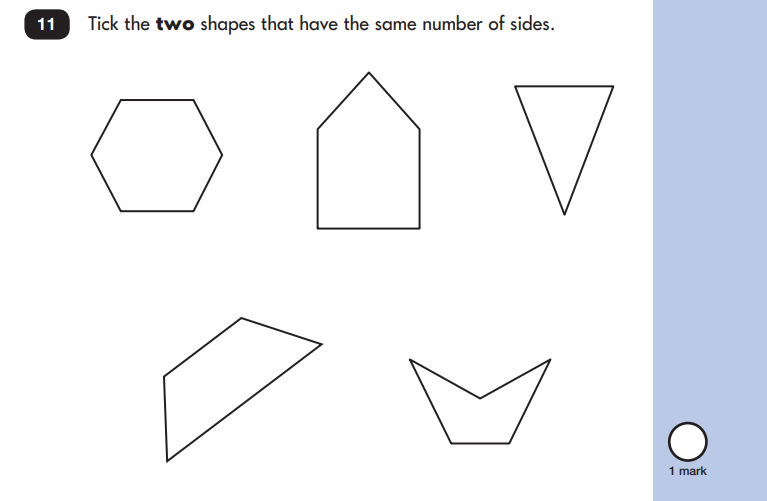 11 Tick the two shapes that have the same number of sides.
1 mark